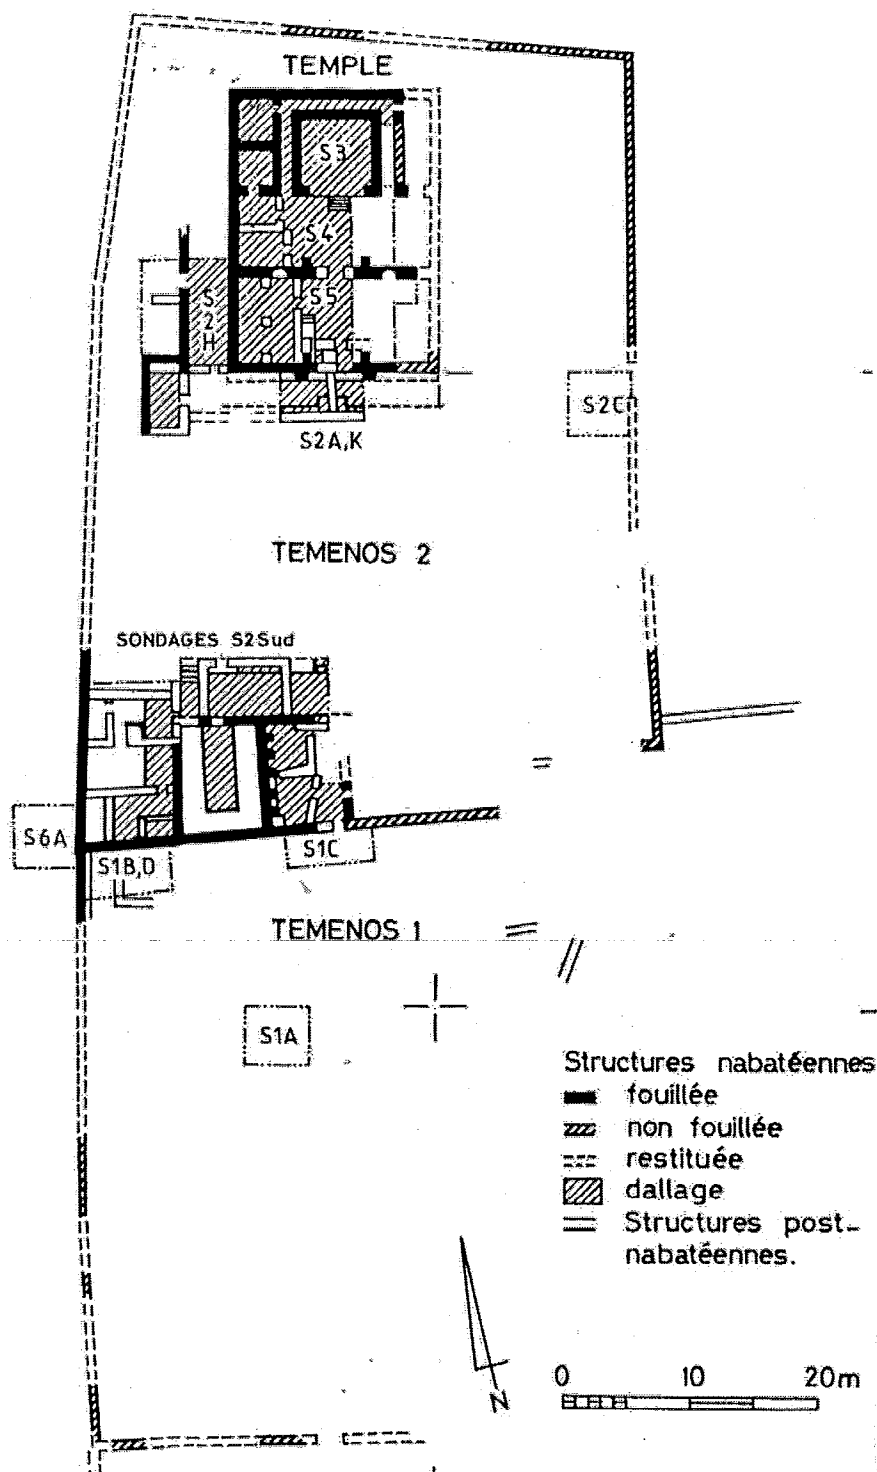 TEMPLE
S3
S4
S5
S2H
S2C
S2A,K
TEMENOS 2
SONDAGES S2Sud
S6A
S1B,D
S1C
TEMENOS 1
S1A
Structures nabatéennes
fouillée
non fouillée
restituée
dallage
Structures post-
nabatéennes.
N
0 10 20m